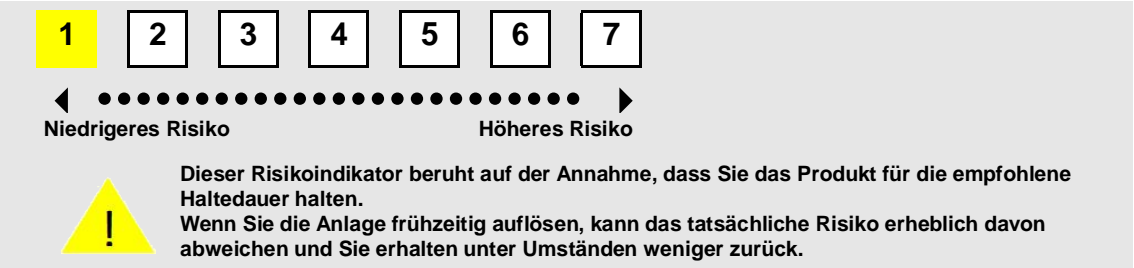 1 2 3 4 5 6 7
Niedrigeres Risiko Höheres Risiko
Dieser Risikoindikator beruht auf der Annahme, dass Sie das Produkt für die empfohlene
Haltedauer halten.
Wenn Sie die Anlage frühzeitig auflösen, kann das tatsächliche Risiko erheblich davon
abweichen und Sie erhalten unter Umständen weniger zurück.
!